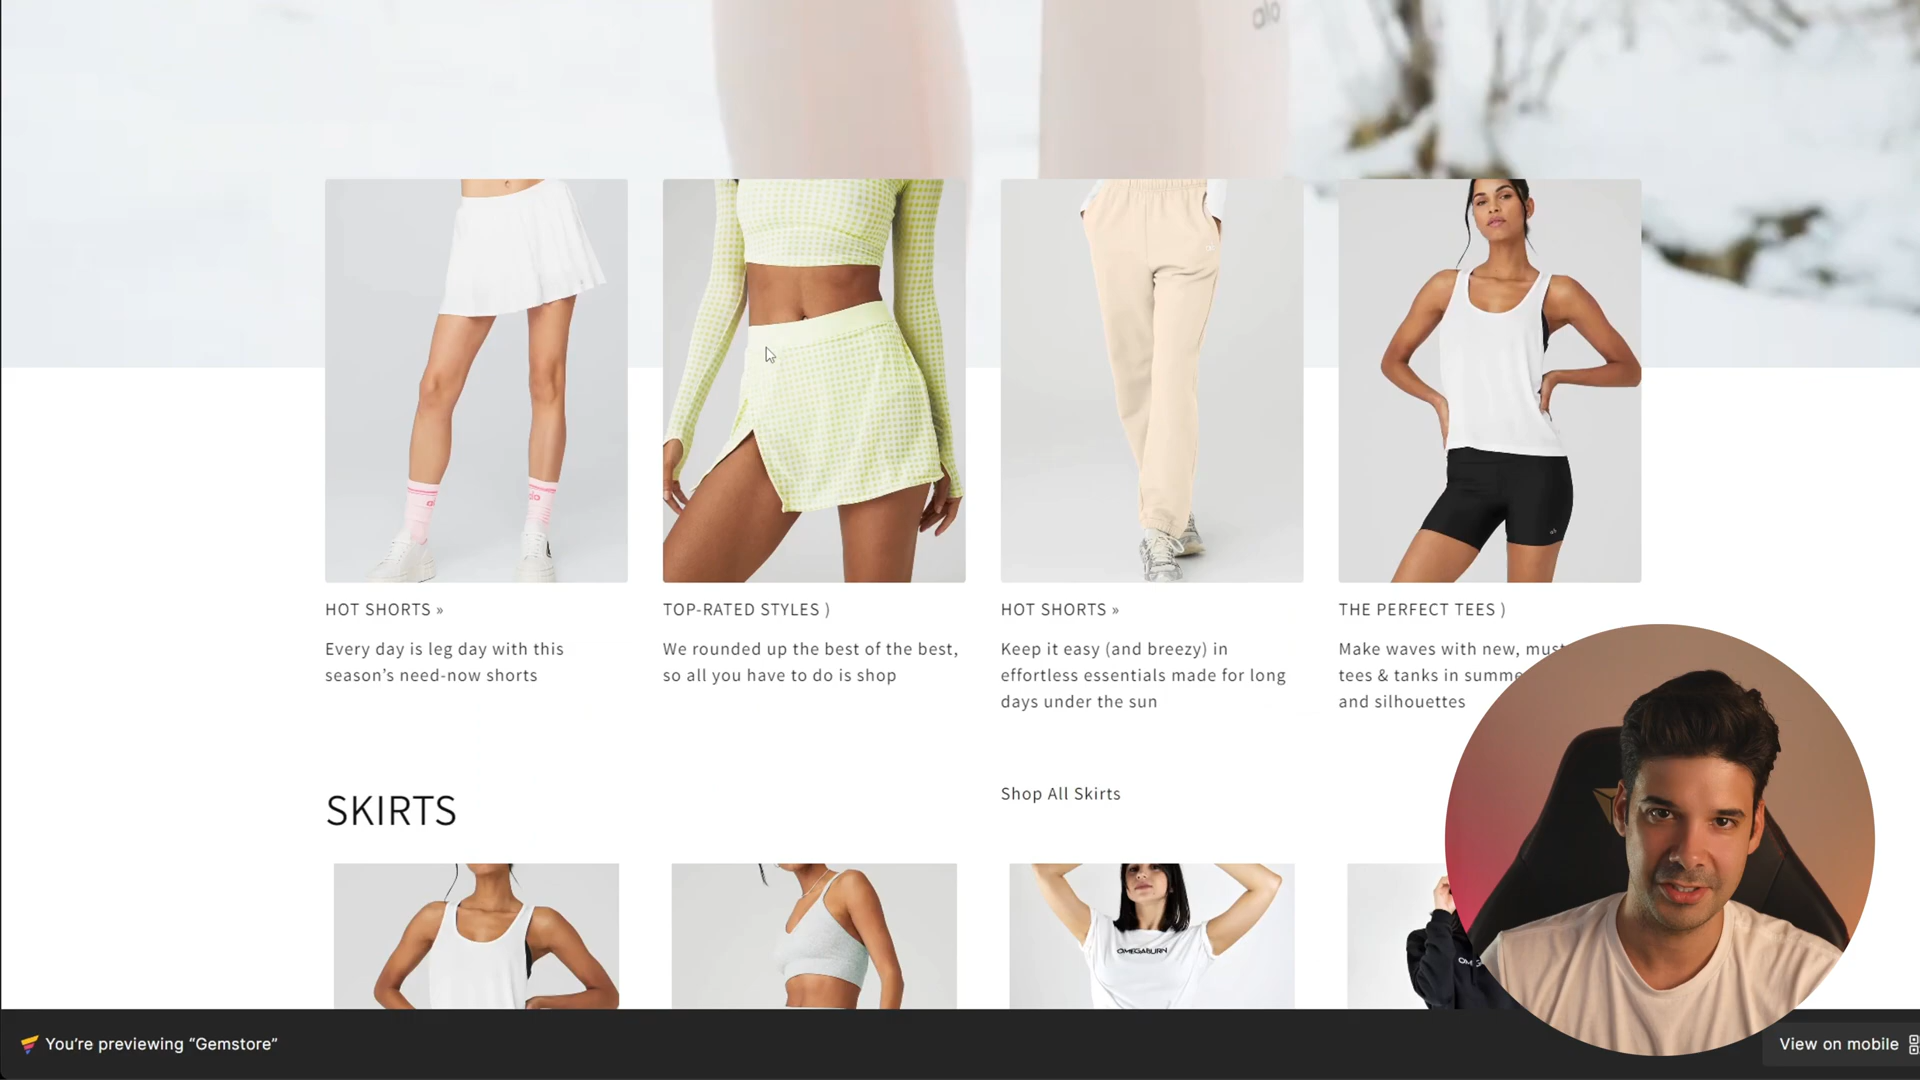 alo
HOT SHORTS »
TOP-RATED STYLES )
HOT SHORTS »
THE PERFECT TEES )
Every day is leg day with this
season’s need-now shorts
We rounded up the best of the best,
so all you have to do is shop
Keep it easy (and breezy) in
effortless essentials made for long
days under the sun
Make waves with new,
tees & tanks in
and silhouettes
SKIRTS
Shop All Skirts
OMEGABURN
You’re previewing “Gemstore”
View on mobile